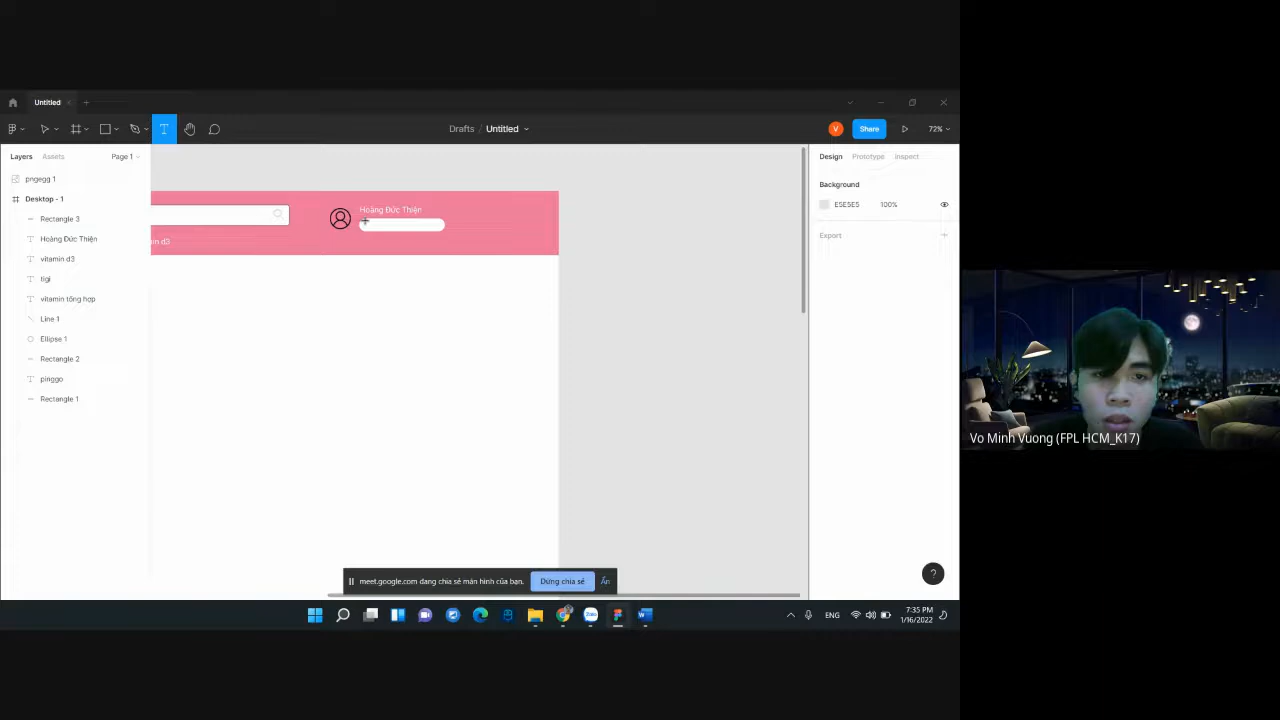 Untitled
Drafts / Untitled
V
Share
72%
Layers
Assets
Page 1
pngegg 1
Desktop - 1
Rectangle 3
Hoàng Đức Thiện
vitamin d3
tigi
vitamin tổng hợp
Line 1
Ellipse 1
Rectangle 2
pinggo
Rectangle 1
Hoàng Đức Thiện
in d3
Design
Prototype
Inspect
Background
E5E5E5
100%
Export
Vo Minh Vuong (FPL HCM_K17)
meet.google.com đang chia sẻ màn hình của bạn.
Dừng chia sẻ
Ẩn
?
Zalo
ENG
7:35 PM
1/16/2022